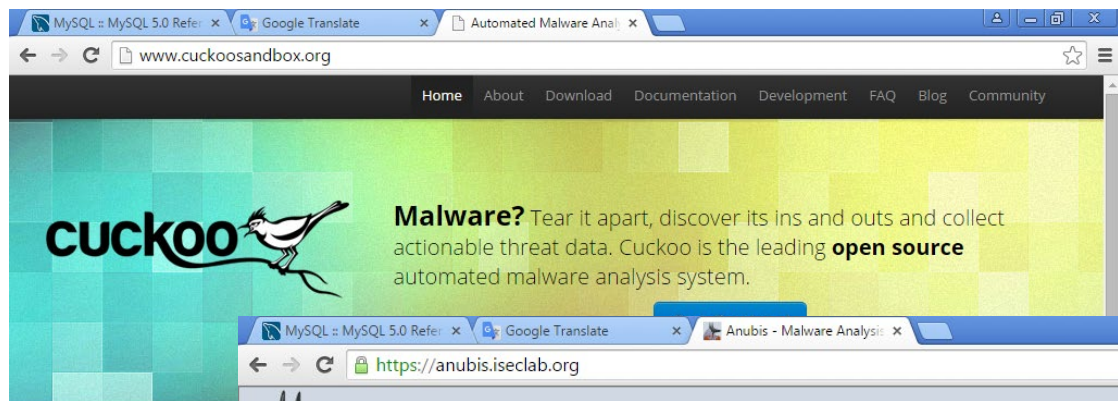 MySQL :: MySQL 5.0 Refer
Google Translate
Automated Malware Anal
www.cuckoosandbox.org
Home About Download Documentation Development FAQ Blog Community
cuckoo
Malware? Tear it apart, discover its ins and outs and collect
actionable threat data. Cuckoo is the leading open source
automated malware analysis system.
MySQL :: MySQL 5.0 Refer
Google Translate
Anubis - Malware Analysis
https://anubis.iseclab.org